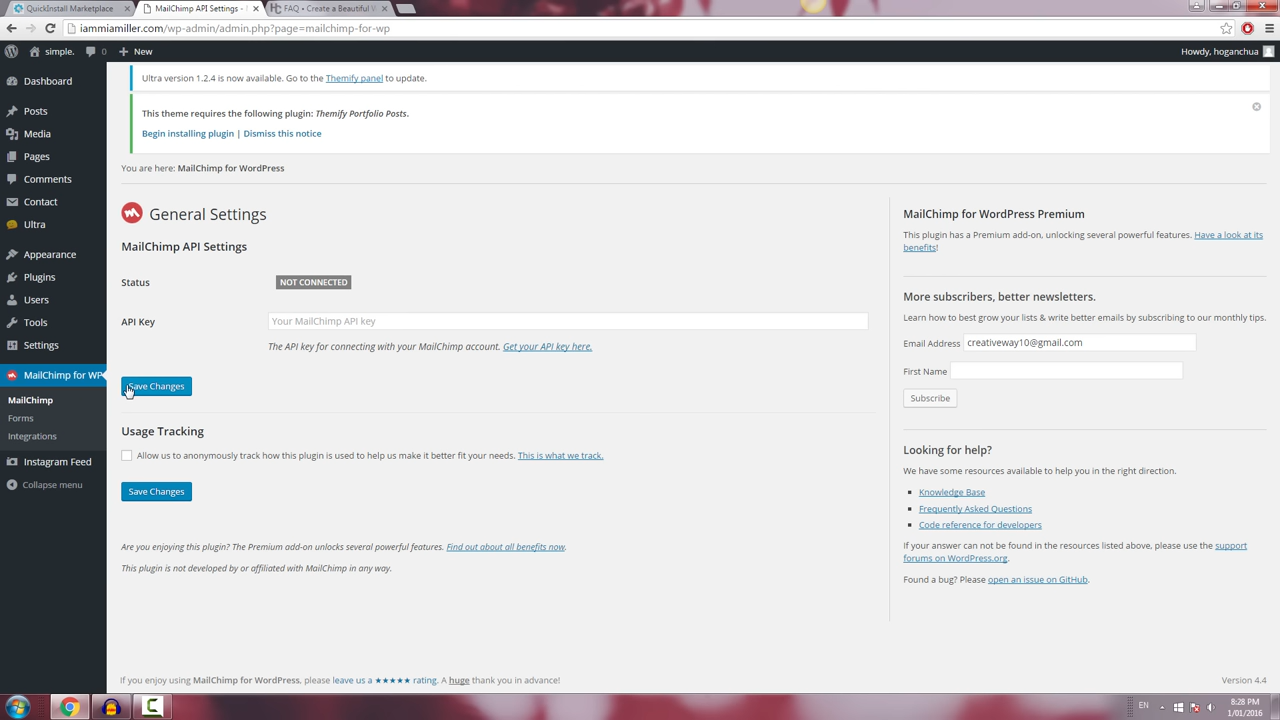 QuickInstall Marketplace
MailChimp API Settings -
FAQ • Create a Beautiful W
iammiamiller.com/wp-admin/admin.php?page=mailchimp-for-wp
simple. 0 New
Howdy, hoganchua
Dashboard
Posts
Media
Pages
Comments
Contact
Ultra
Appearance
Plugins
Users
Tools
Settings
MailChimp for WP
MailChimp
Forms
Integrations
Instagram Feed
Collapse menu
Ultra version 1.2.4 is now available. Go to the Themify panel to update.
This theme requires the following plugin: Themify Portfolio Posts.
Begin installing plugin | Dismiss this notice
You are here: MailChimp for WordPress
General Settings
MailChimp API Settings
Status NOT CONNECTED
API Key Your MailChimp API key
The API key for connecting with your MailChimp account. Get your API key here.
Save Changes
Usage Tracking
Allow us to anonymously track how this plugin is used to help us make it better fit your needs. This is what we track.
Save Changes
Are you enjoying this plugin? The Premium add-on unlocks several powerful features. Find out about all benefits now.
This plugin is not developed by or affiliated with MailChimp in any way.
MailChimp for WordPress Premium
This plugin has a Premium add-on, unlocking several powerful features. Have a look at its
benefits!
More subscribers, better newsletters.
Learn how to best grow your lists & write better emails by subscribing to our monthly tips.
Email Address creativeway10@gmail.com
First Name
Subscribe
Looking for help?
We have some resources available to help you in the right direction.
Knowledge Base
Frequently Asked Questions
Code reference for developers
If your answer can not be found in the resources listed above, please use the support
forums on WordPress.org.
Found a bug? Please open an issue on GitHub.
If you enjoy using MailChimp for WordPress, please leave us a ★★★★★ rating. A huge thank you in advance!
Version 4.4
EN
8:28 PM
1/01/2016